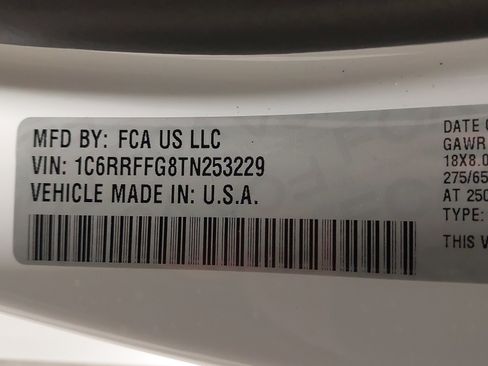 MFD BY: FCA US LLC
VIN: 1C6RRFFG8TN253229
VEHICLE MADE IN: U.S.A.
DATE O
GAWR
18X8.0
275/65
AT 250
TYPE:
THIS V